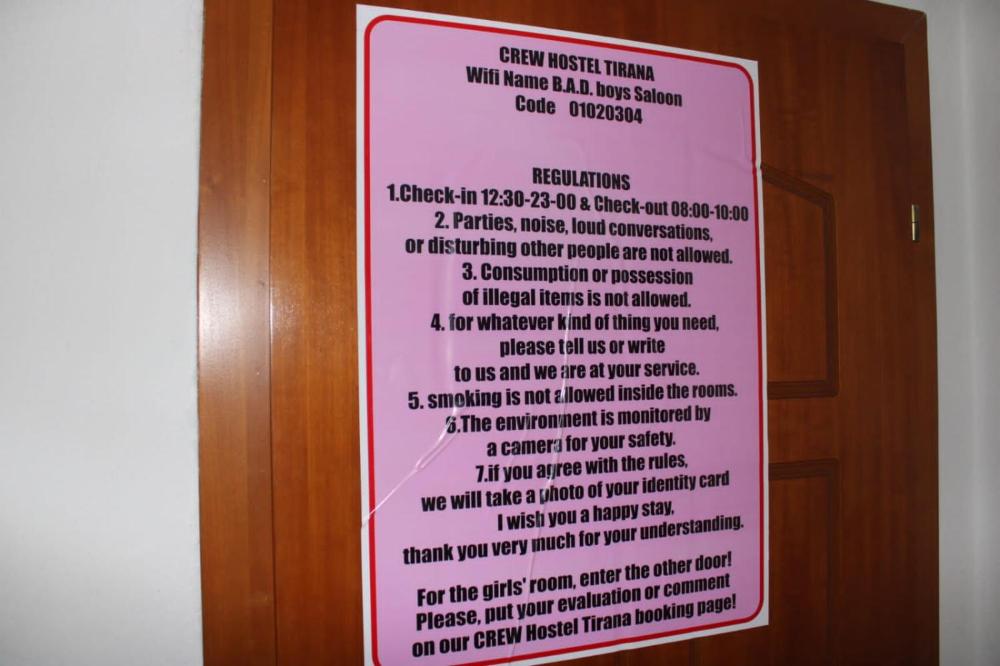 CREW HOSTEL TIRANA
Wifi Name B.A.D. boys Saloon
Code 01020304
REGULATIONS
1.Check-in 12:30-23-00 & Check-out 08:00-10:00
2. Parties, noise, loud conversations,
or disturbing other people are not allowed.
3. Consumption or possession
of illegal items is not allowed.
4. for whatever kind of thing you need,
please tell us or write
to us and we are at your service.
5. smoking is not allowed inside the rooms.
6.The environment is monitored by
a camera for your safety.
7.if you agree with the rules,
we will take a photo of your identity card
I wish you a happy stay,
thank you very much for your understanding.
For the girls' room, enter the other door!
Please, put your evaluation or comment
on our CREW Hostel Tirana booking page!